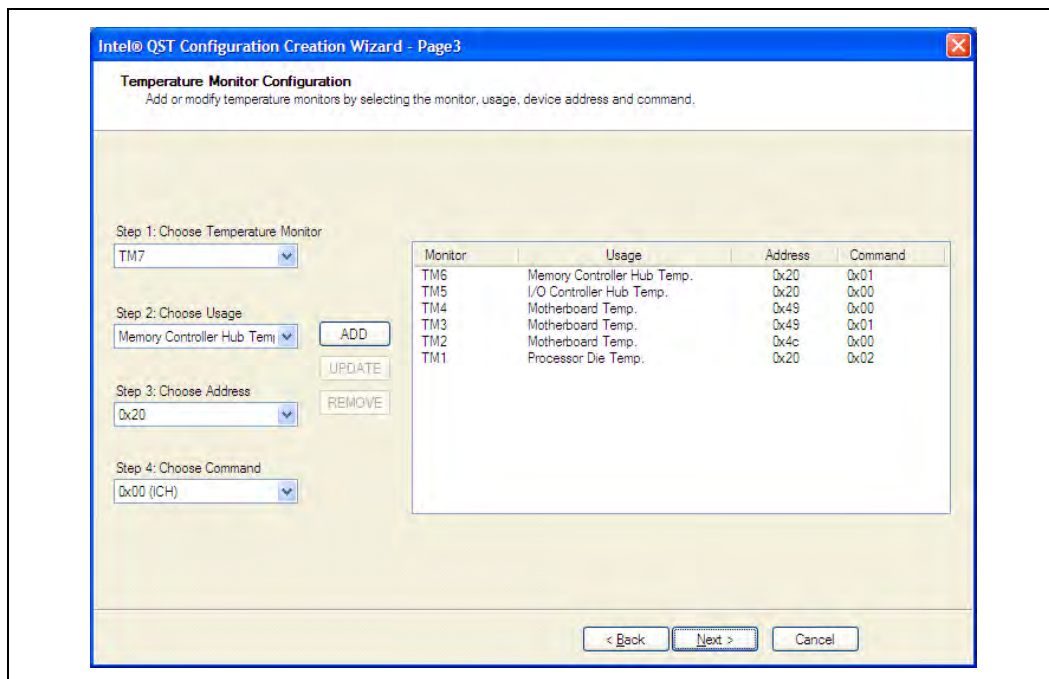 Intel® QST Configuration Creation Wizard - Page3
Temperature Monitor Configuration
Add or modify temperature monitors by selecting the monitor, usage, device address and command.
Step 1: Choose Temperature Monitor
TM7
Step 2: Choose Usage
Memory Controller Hub Tem
Step 3: Choose Address
0x20
Step 4: Choose Command
0x00 (ICH)
ADD
UPDATE
REMOVE
Monitor Usage Address Command
TM6 Memory Controller Hub Temp. 0x20 0x01
TM5 I/O Controller Hub Temp. 0x20 0x00
TM4 Motherboard Temp. 0x49 0x00
TM3 Motherboard Temp. 0x49 0x01
TM2 Motherboard Temp. 0x4c 0x00
TM1 Processor Die Temp. 0x20 0x02
< Back Next > Cancel